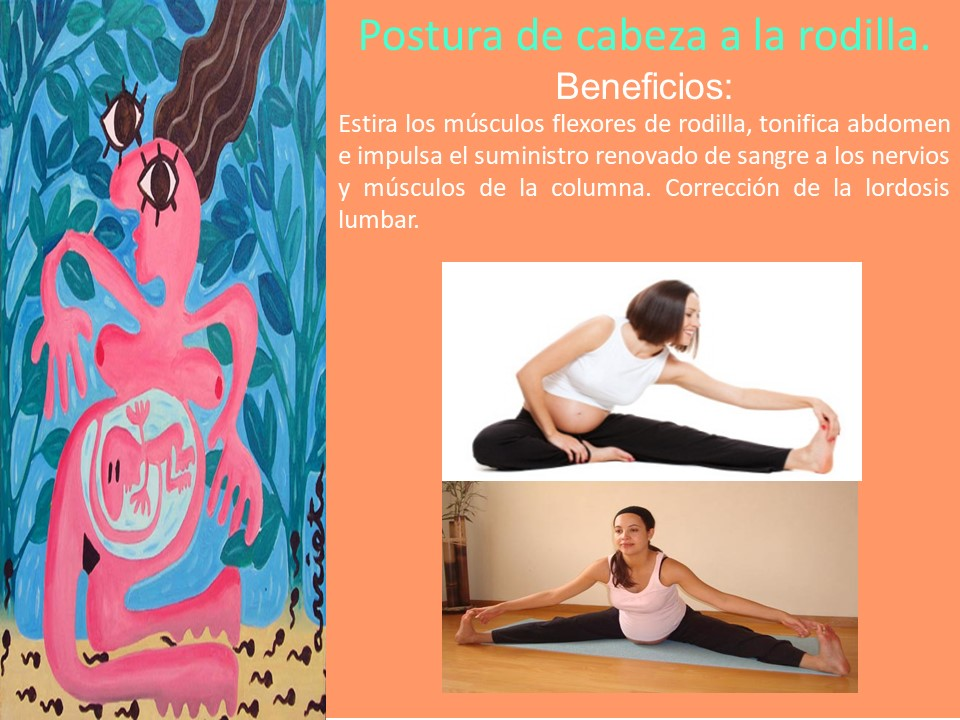 Postura de cabeza a la rodilla.
Beneficios:
Estira los músculos flexores de rodilla, tonifica abdomen
e impulsa el suministro renovado de sangre a los nervios
y músculos de la columna. Corrección de la lordosis
lumbar.
arrieta